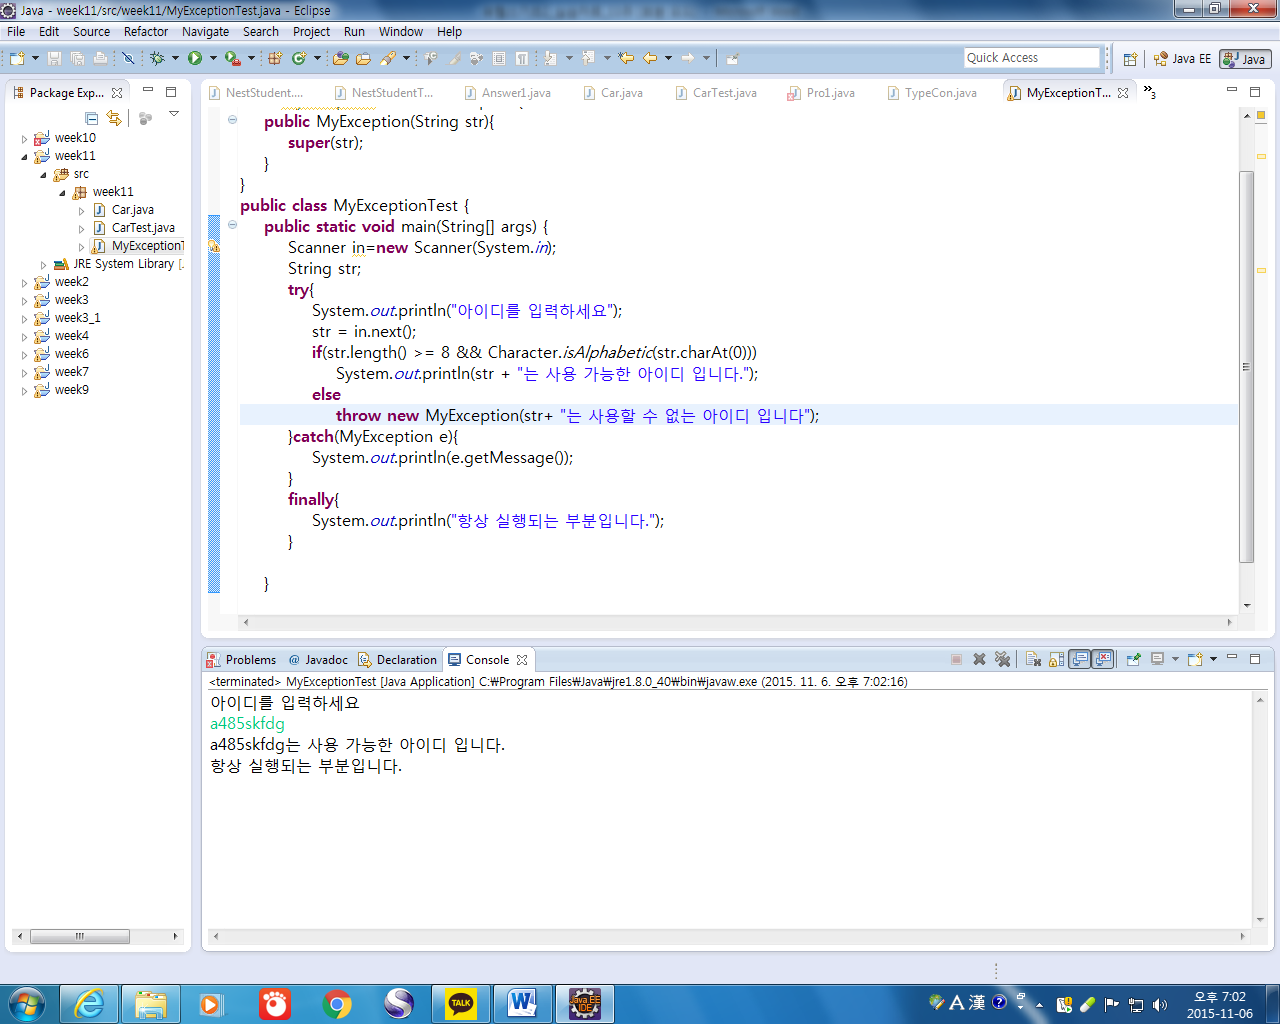 Java - week11/src/week11/MyExceptionTest.java - Eclipse
File Edit Source Refactor Navigate Search Project Run Window Help
Quick Access
Java EE
Java
Package Exp...
week10
week11
src
week11
Car.java
CarTest.java
MyExceptionT
JRE System Library [.
week2
week3
week3_1
week4
week6
week7
week9
NestStudent.... NestStudentT... Answer1.java Car.java CarTest.java Pro1.java TypeCon.java MyExceptionT... »3
public MyException(String str){
super(str);
}
}
public class MyExceptionTest {
public static void main(String[] args) {
Scanner in=new Scanner(System.in);
String str;
try{
System.out.println("아이디를 입력하세요");
str = in.next();
if(str.length() >= 8 && Character.isAlphabetic(str.charAt(0)))
System.out.println(str + "는 사용 가능한 아이디 입니다.");
else
throw new MyException(str+ "는 사용할 수 없는 아이디 입니다");
}catch(MyException e){
System.out.println(e.getMessage());
}
finally{
System.out.println("항상 실행되는 부분입니다.");
}
}
Problems @ Javadoc Declaration Console
<terminated> MyExceptionTest [Java Application] C:₩Program Files₩Java₩jre1.8.0_40₩bin₩javaw.exe (2015. 11. 6. 오후 7:02:16)
아이디를 입력하세요
a485skfdg
a485skfdg는 사용 가능한 아이디 입니다.
항상 실행되는 부분입니다.
TALK
W
Java EE
IDE
A 漢
오후 7:02
2015-11-06